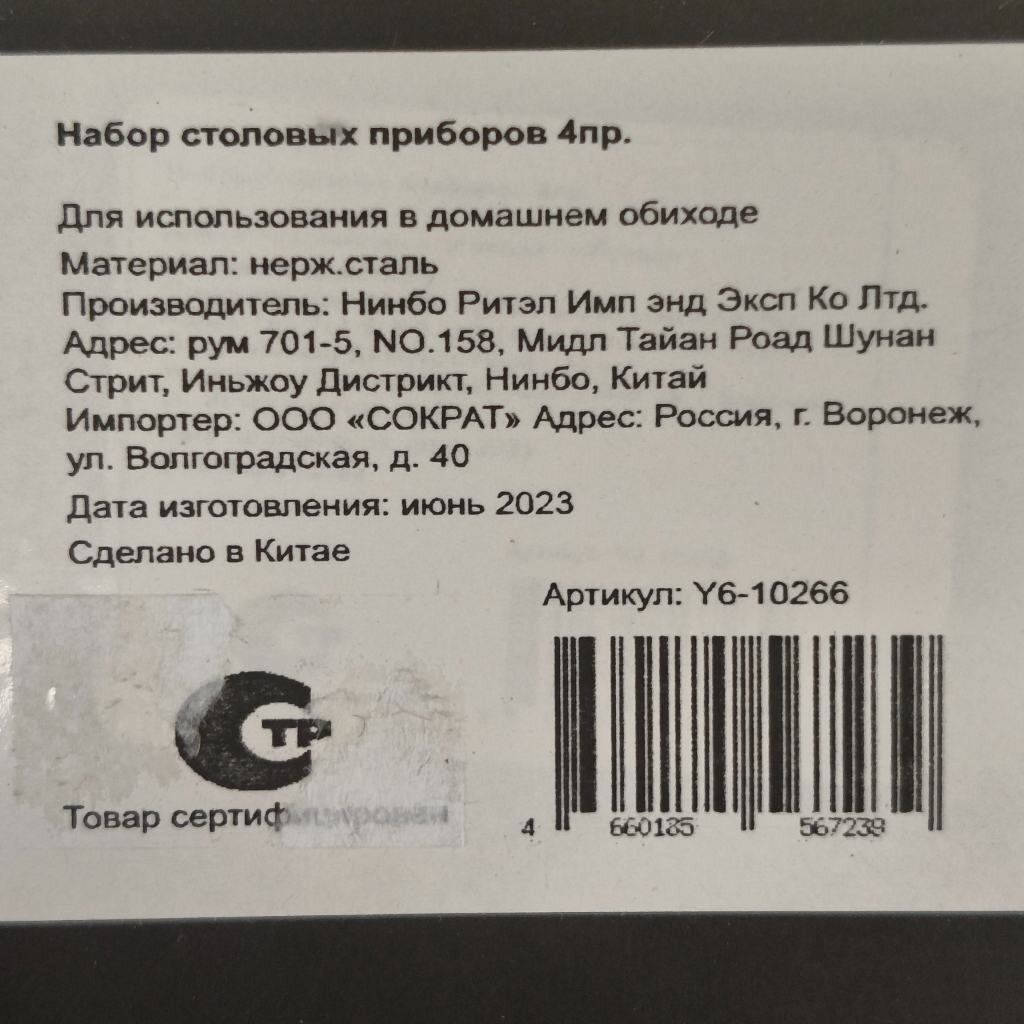 Набор столовых приборов 4пр.
Для использования в домашнем обиходе
Материал: нерж.сталь
Производитель: Нинбо Ритэл Имп энд Эксп Ко Лтд.
Адрес: рум 701-5, NO.158, Мидл Тайан Роад Шунан
Стрит, Иньжоу Дистрикт, Нинбо, Китай
Импортер: ООО «СОКРАТ» Адрес: Россия, г. Воронеж,
ул. Волгоградская, д. 40
Дата изготовления: июнь 2023
Сделано в Китае
Артикул: Y6-10266
ТР
Товар сертиф
4 660185 567239